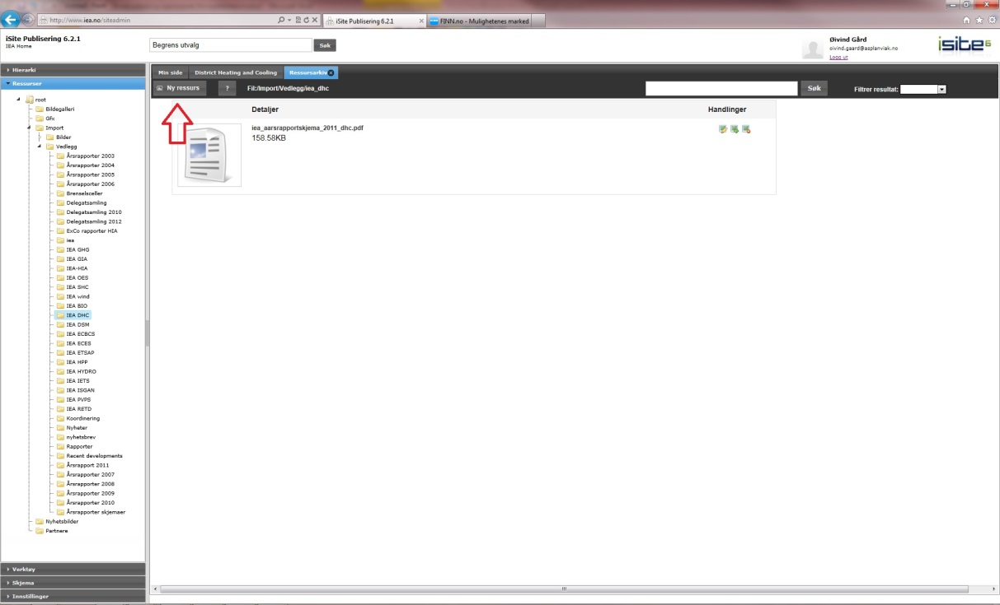 http://www.iea.no/siteadmin
iSite Publisering 6.2.1
FINN.no - Mulighetenes marked
iSite Publisering 6.2.1
IEA Home
Begrens utvalg
Søk
Øivind Gård
oivind.gaard@asplanviak.no
Logg ut
isite6
Hierarki
Ressurser
root
Bildegalleri
Gfx
Import
Bilder
Vedlegg
Årsrapporter 2003
Årsrapporter 2004
Årsrapporter 2005
Årsrapporter 2006
Brenselsceller
Delegatsamling
Delegatsamling 2010
Delegatsamling 2012
ExCo rapporter HIA
iea
IEA GHG
IEA GIA
IEA-HIA
IEA OES
IEA SHC
IEA wind
IEA BIO
IEA DHC
IEA DSM
IEA ECBCS
IEA ECES
IEA ETSAP
IEA HPP
IEA HYDRO
IEA IETS
IEA ISGAN
IEA PVPS
IEA RETD
Koordinering
Nyheter
nyhetsbrev
Rapporter
Recent developments
Årsrapport 2011
Årsrapporter 2007
Årsrapporter 2008
Årsrapporter 2009
Årsrapporter 2010
Årsrapporter skjemaer
Nyhetsbilder
Partnere
Verktøy
Skjema
Innstillinger
Min side
District Heating and Cooling
Ressursarkiv
Ny ressurs
?
Fil:/Import/Vedlegg/iea_dhc
Søk
Filtrer resultat:
Detaljer
Handlinger
iea_aarsrapportskjema_2011_dhc.pdf
158.58KB